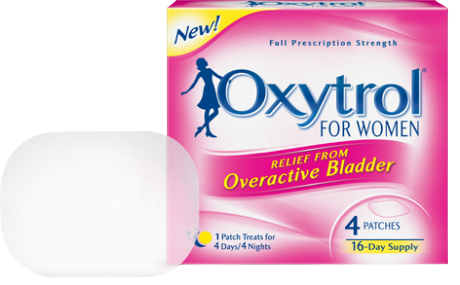 New!
Full Prescription Strength
Oxytrol®
FOR WOMEN
RELIEF FROM
Overactive Bladder
1 Patch Treats for
4 Days/4 Nights
4 PATCHES
16-Day Supply